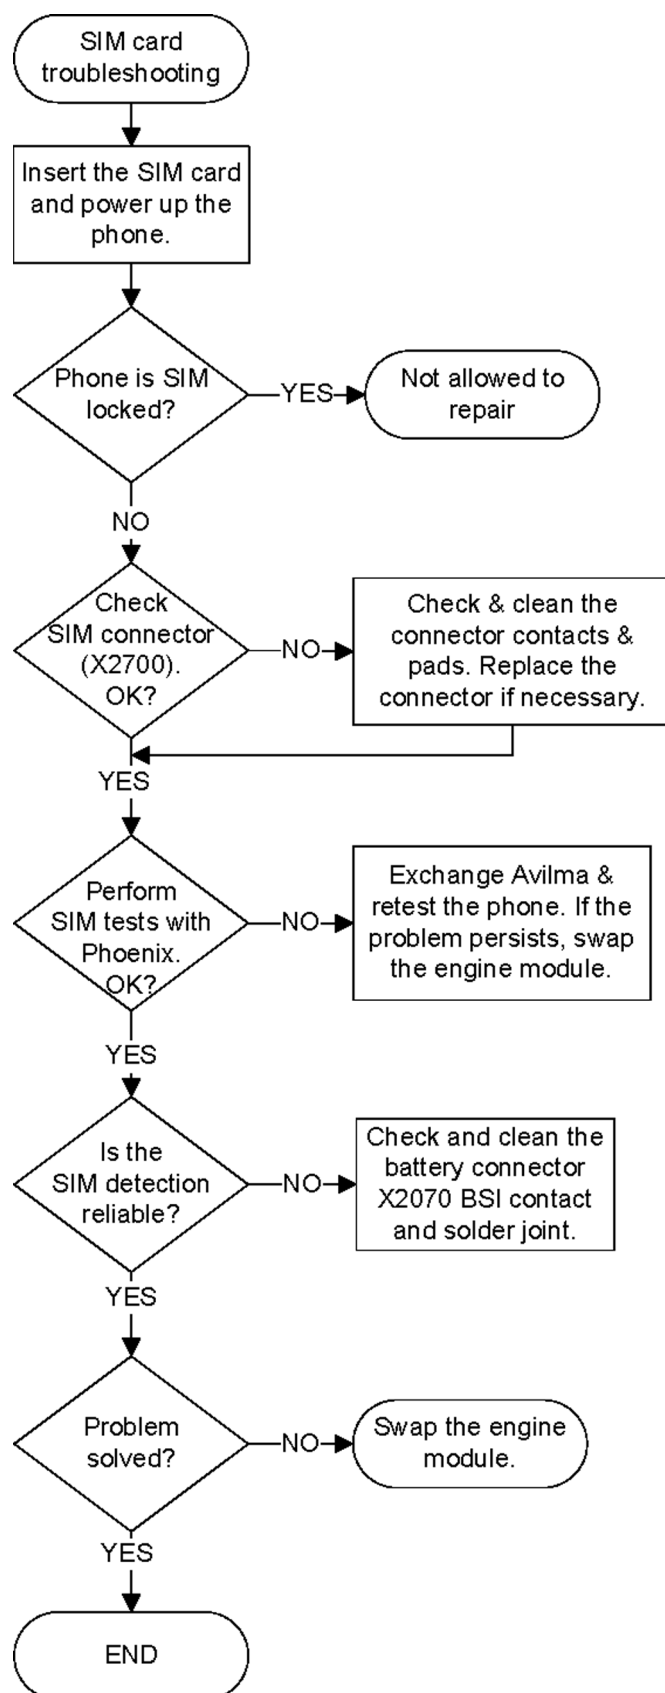 SIM card
troubleshooting
Insert the SIM card
and power up the
phone.
Phone is SIM
locked?
YES
Not allowed to
repair
NO
Check
SIM connector
(X2700).
OK?
NO
Check & clean the
connector contacts &
pads. Replace the
connector if necessary.
YES
Perform
SIM tests with
Phoenix.
OK?
NO
Exchange Avilma &
retest the phone. If the
problem persists, swap
the engine module.
YES
Is the
SIM detection
reliable?
NO
Check and clean the
battery connector
X2070 BSI contact
and solder joint.
YES
Problem
solved?
NO
Swap the engine
module.
YES
END